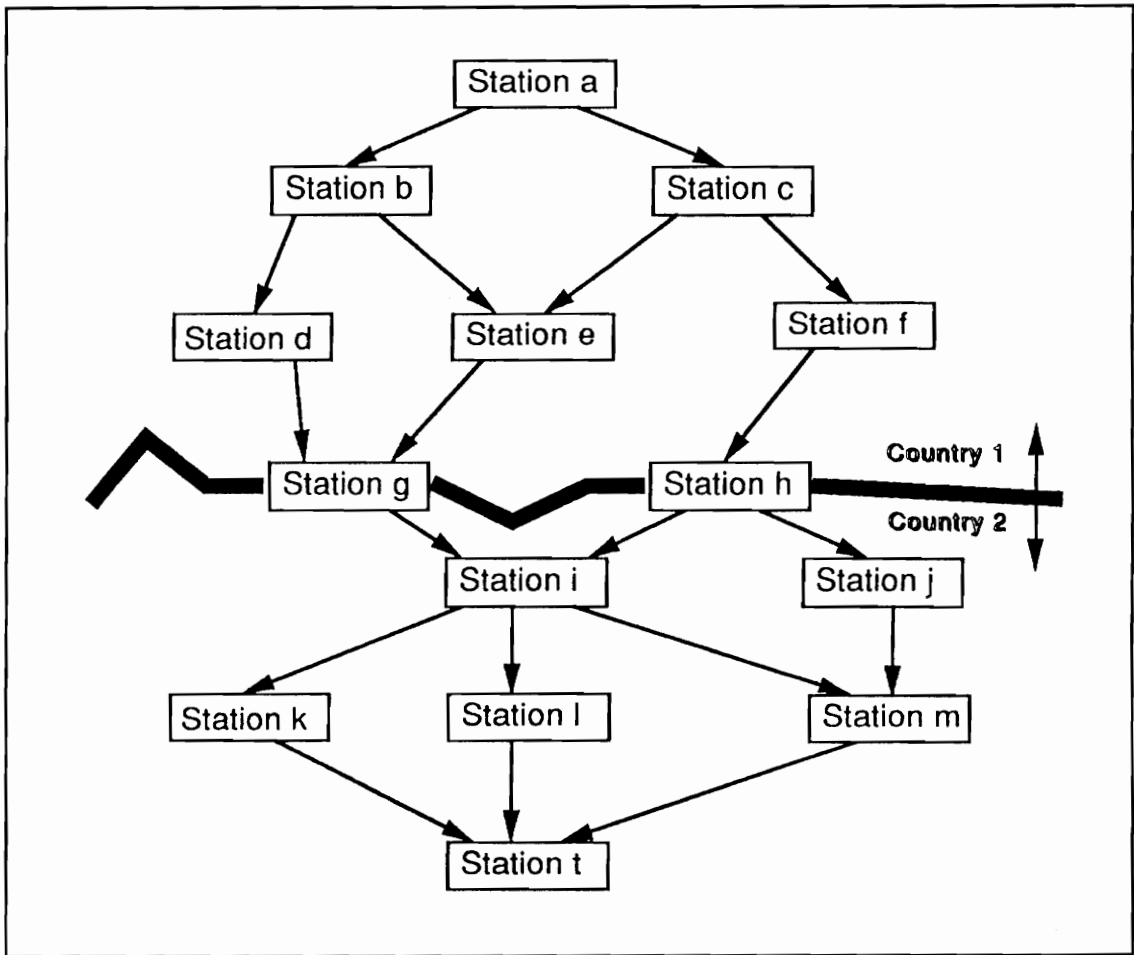 Station a
Station b
Station c
Station d
Station e
Station f
Country 1
Station g
Station h
Country 2
Station i
Station j
Station k
Station l
Station m
Station t